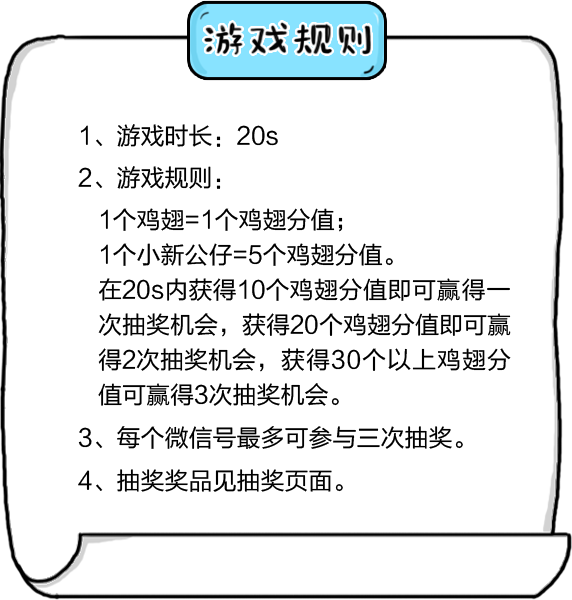 游戏规则
1、游戏时长：20s
2、游戏规则：
1个鸡翅=1个鸡翅分值；
1个小新公仔=5个鸡翅分值。
在20s内获得10个鸡翅分值即可赢得一
次抽奖机会，获得20个鸡翅分值即可赢
得2次抽奖机会，获得30个以上鸡翅分
值可赢得3次抽奖机会。
3、每个微信号最多可参与三次抽奖。
4、抽奖奖品见抽奖页面。